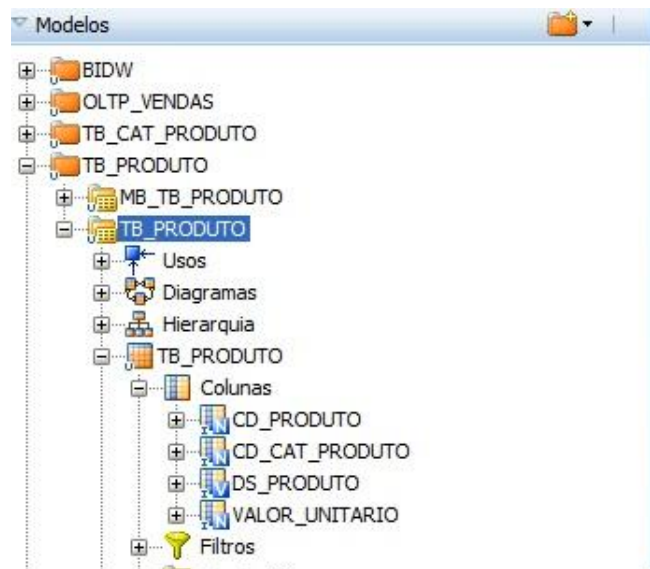 Modelos
BIDW
OLTP_VENDAS
TB_CAT_PRODUTO
TB_PRODUTO
MB_TB_PRODUTO
TB_PRODUTO
Usos
Diagramas
Hierarquia
TB_PRODUTO
Colunas
CD_PRODUTO
CD_CAT_PRODUTO
DS_PRODUTO
VALOR_UNITARIO
Filtros